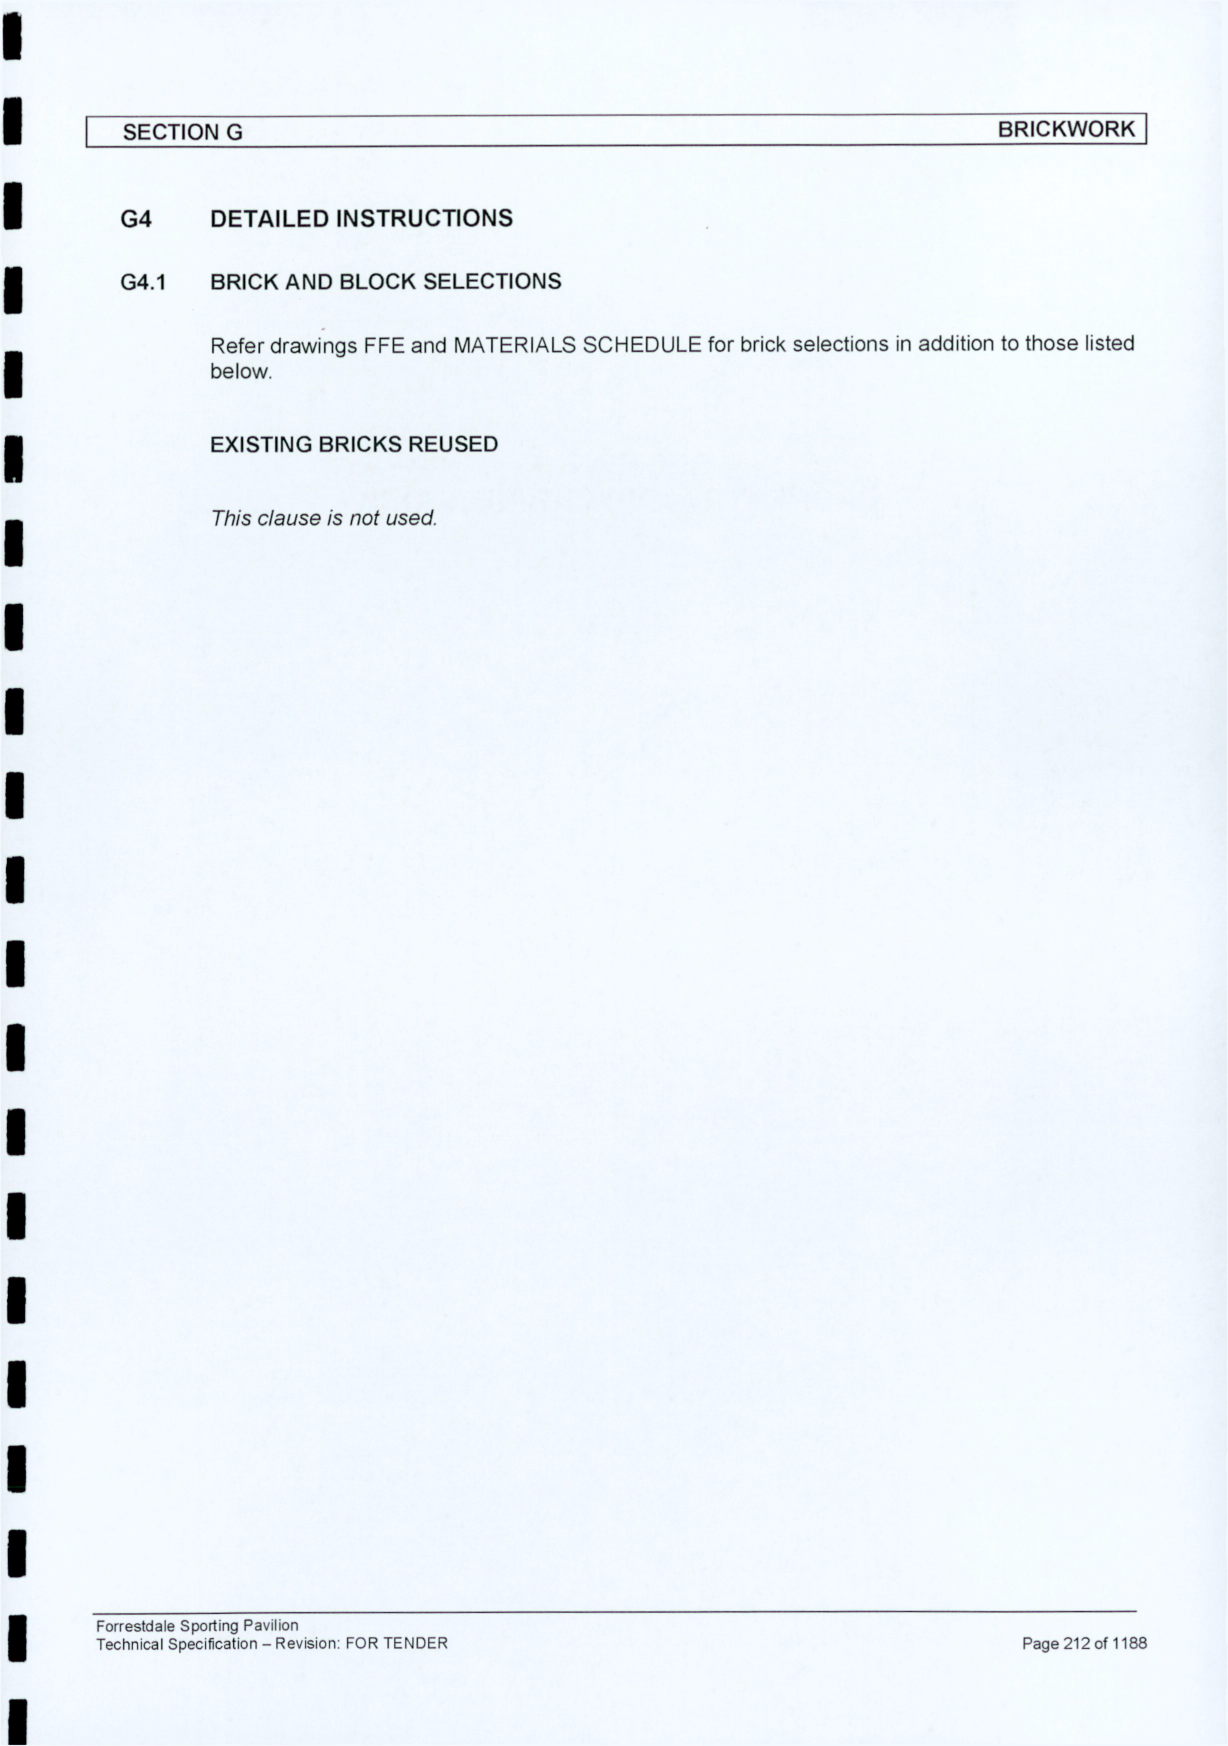 SECTION G BRICKWORK
G4 DETAILED INSTRUCTIONS
G4.1 BRICK AND BLOCK SELECTIONS
Refer drawings FFE and MATERIALS SCHEDULE for brick selections in addition to those listed
below.
EXISTING BRICKS REUSED
This clause is not used.
Forrestdale Sporting Pavilion
Technical Specification – Revision: FOR TENDER Page 212 of 1188